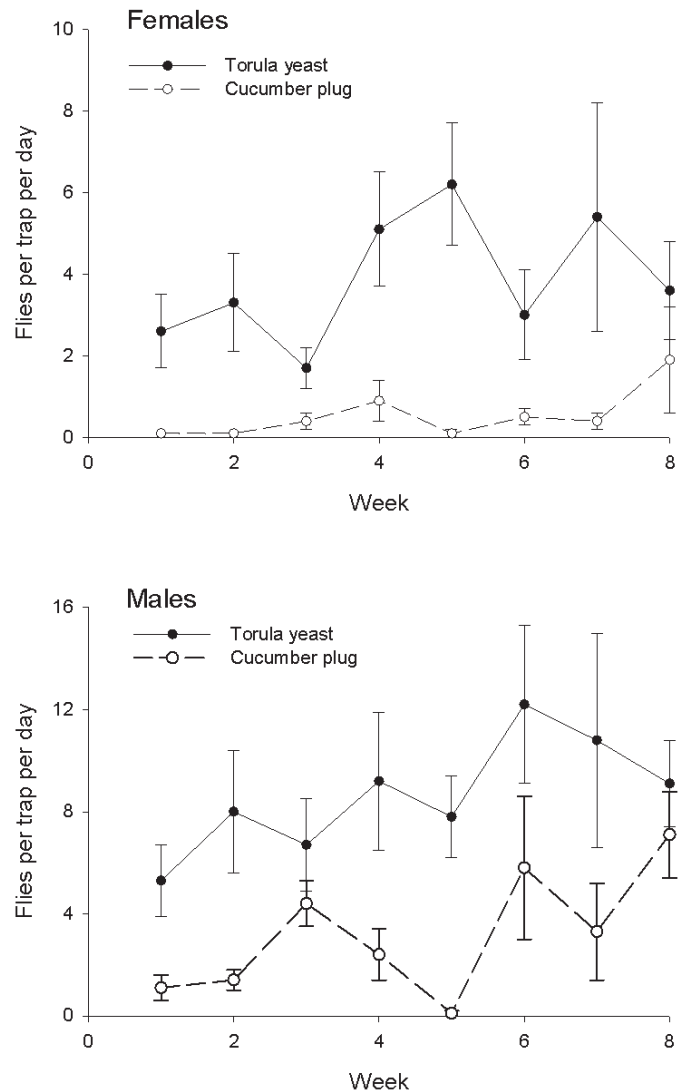 Females
Torula yeast
Cucumber plug
10
8
6
4
2
0
Flies per trap per day
0 2 4 6 8
Week
Males
Torula yeast
Cucumber plug
16
12
8
4
0
Flies per trap per day
0 2 4 6 8
Week